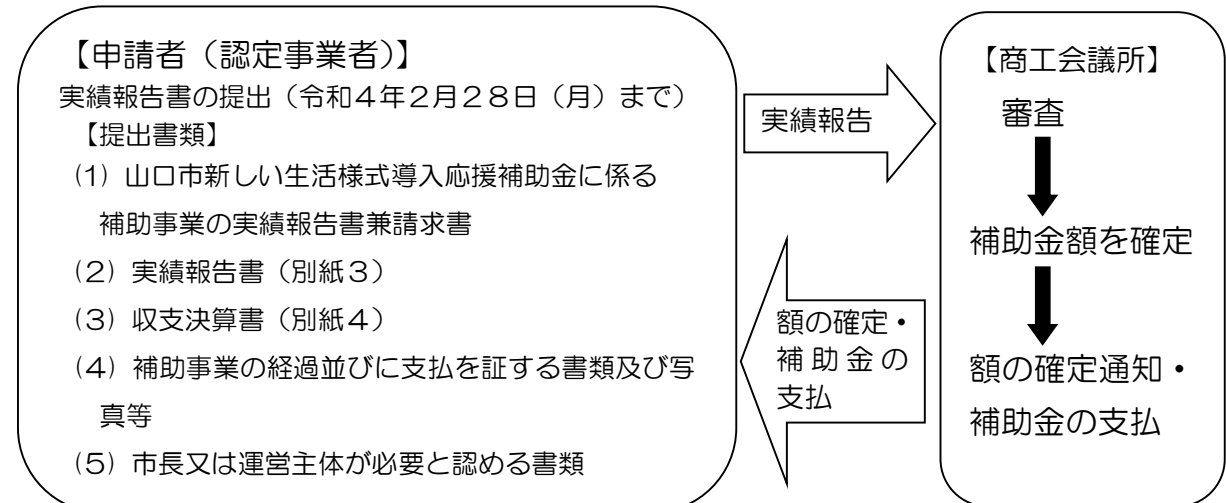 【申請者（認定事業者）】
実績報告書の提出（令和４年２月２８日（月）まで）
【提出書類】
(1) 山口市新しい生活様式導入応援補助金に係る
補助事業の実績報告書兼請求書
(2) 実績報告書（別紙３）
(3) 収支決算書（別紙４）
(4) 補助事業の経過並びに支払を証する書類及び写
真等
(5) 市長又は運営主体が必要と認める書類
実績報告
額の確定・
補助金の
支払
【商工会議所】
審査
補助金額を確定
額の確定通知・
補助金の支払